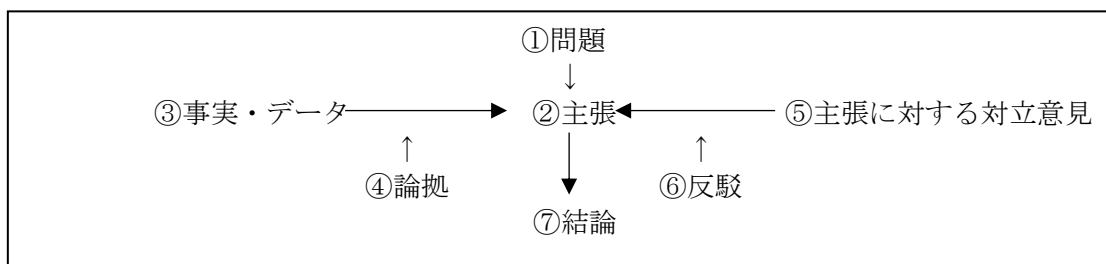 ①問題
↓
③事実・データ → ②主張 ← ⑤主張に対する対立意見
↑ ↓ ↑
④論拠 ⑥反駁
⑦結論